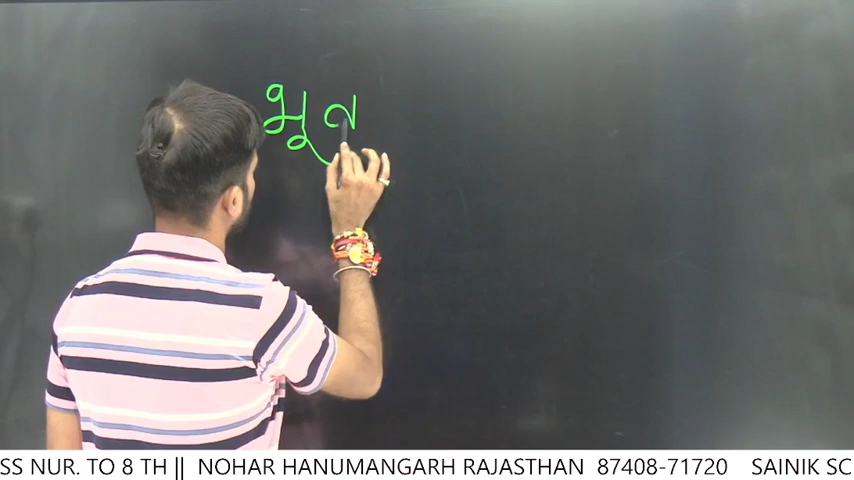 भूत
SS NUR. TO 8 TH || NOHAR HANUMANGARH RAJASTHAN 87408-71720 SAINIK SC